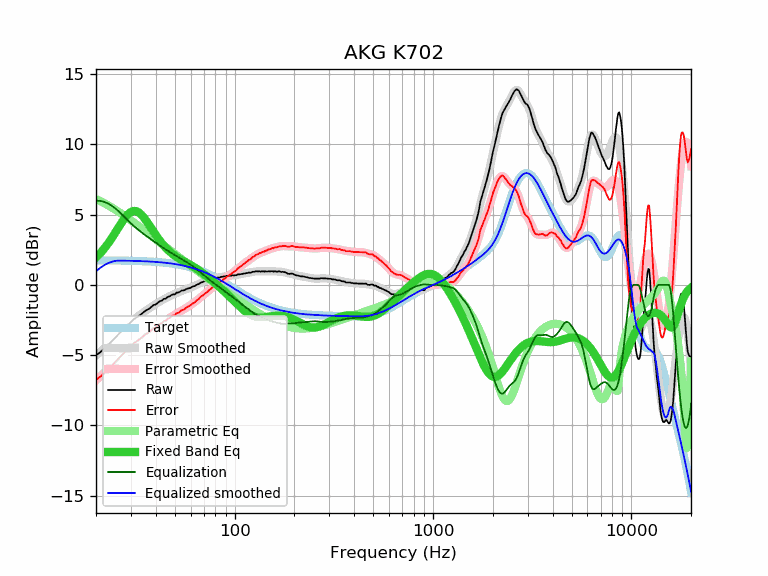 AKG K702
15
10
5
0
−5
−10
−15
Amplitude (dBr)
Target
Raw Smoothed
Error Smoothed
Raw
Error
Parametric Eq
Fixed Band Eq
Equalization
Equalized smoothed
100
1000
10000
Frequency (Hz)